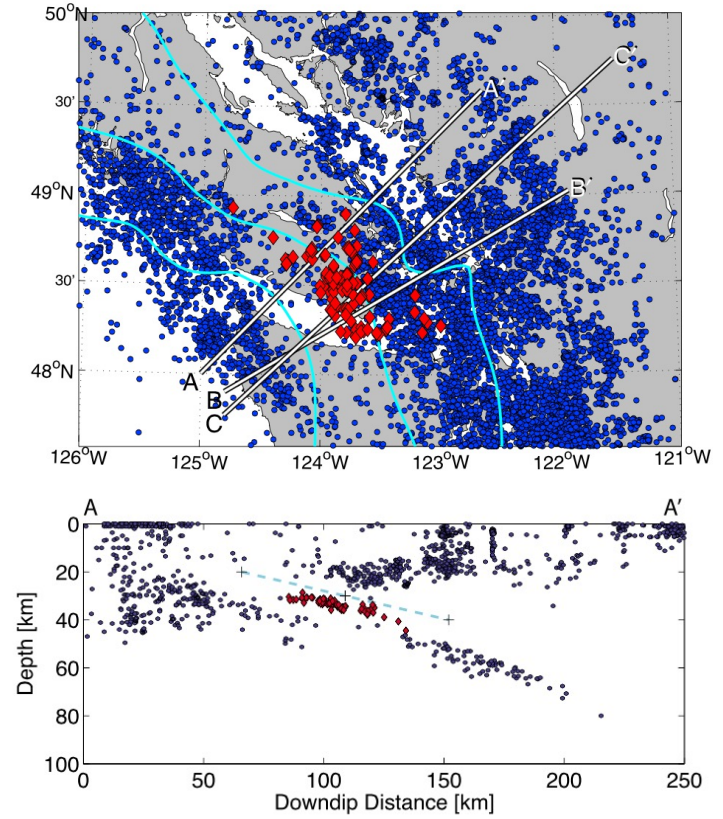 50°N
30'
49°N
30'
48°N
126°W
125°W
124°W
123°W
122°W
121°W
A'
C'
B'
A
B
C
A
A'
0
20
40
60
80
100
Depth [km]
0
50
100
150
200
250
Downdip Distance [km]